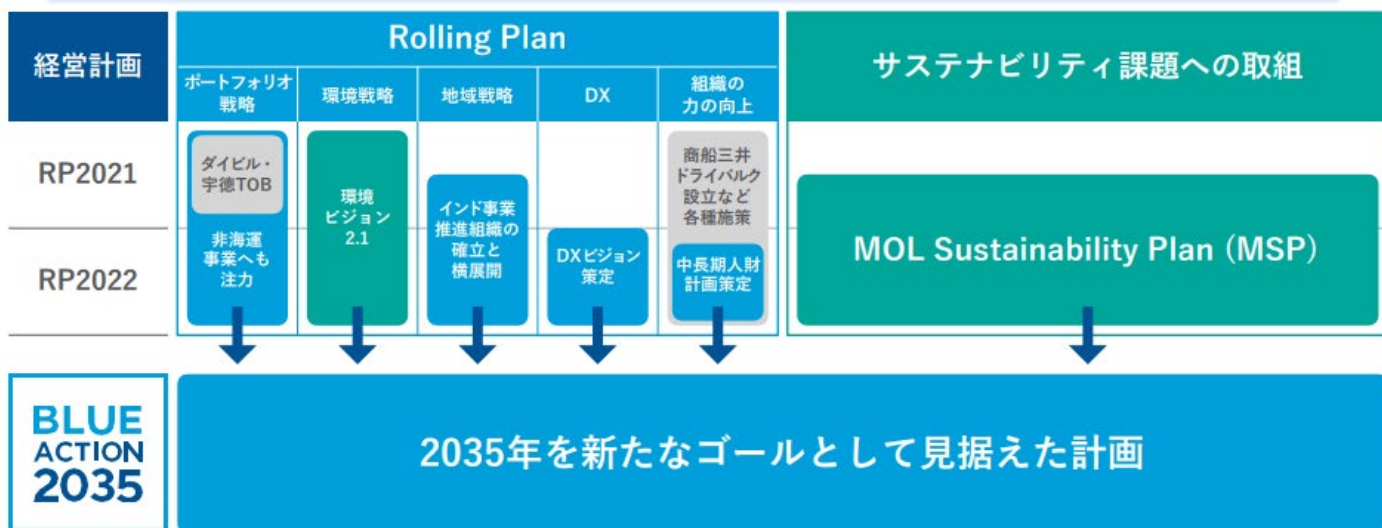 経営計画
Rolling Plan
ポートフォリオ
戦略
環境戦略
地域戦略
DX
組織の
力の向上
サステナビリティ課題への取組
RP2021
RP2022
ダイビル・
宇徳TOB
非海運
事業へも
注力
環境
ビジョン
2.1
インド事業
推進組織の
確立と
横展開
DXビジョン
策定
商船三井
ドライバルク
設立など
各種施策
中長期人財
計画策定
MOL Sustainability Plan (MSP)
BLUE
ACTION
2035
2035年を新たなゴールとして見据えた計画